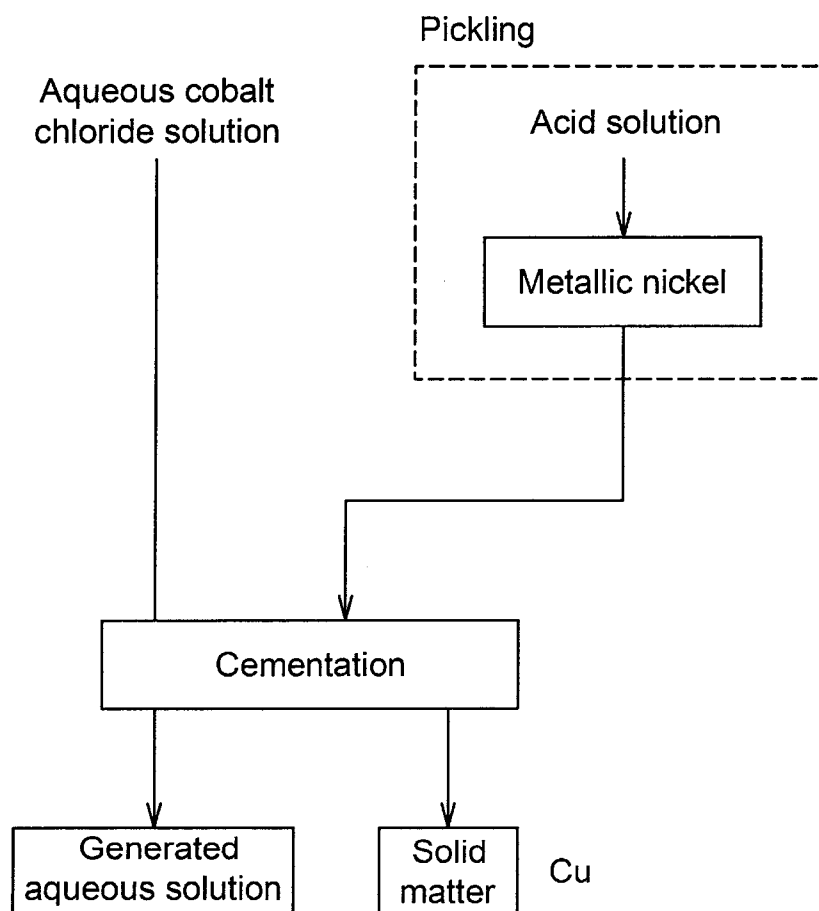 Pickling
Aqueous cobalt
chloride solution
Acid solution
Metallic nickel
Cementation
Generated
aqueous solution
Solid
matter
Cu